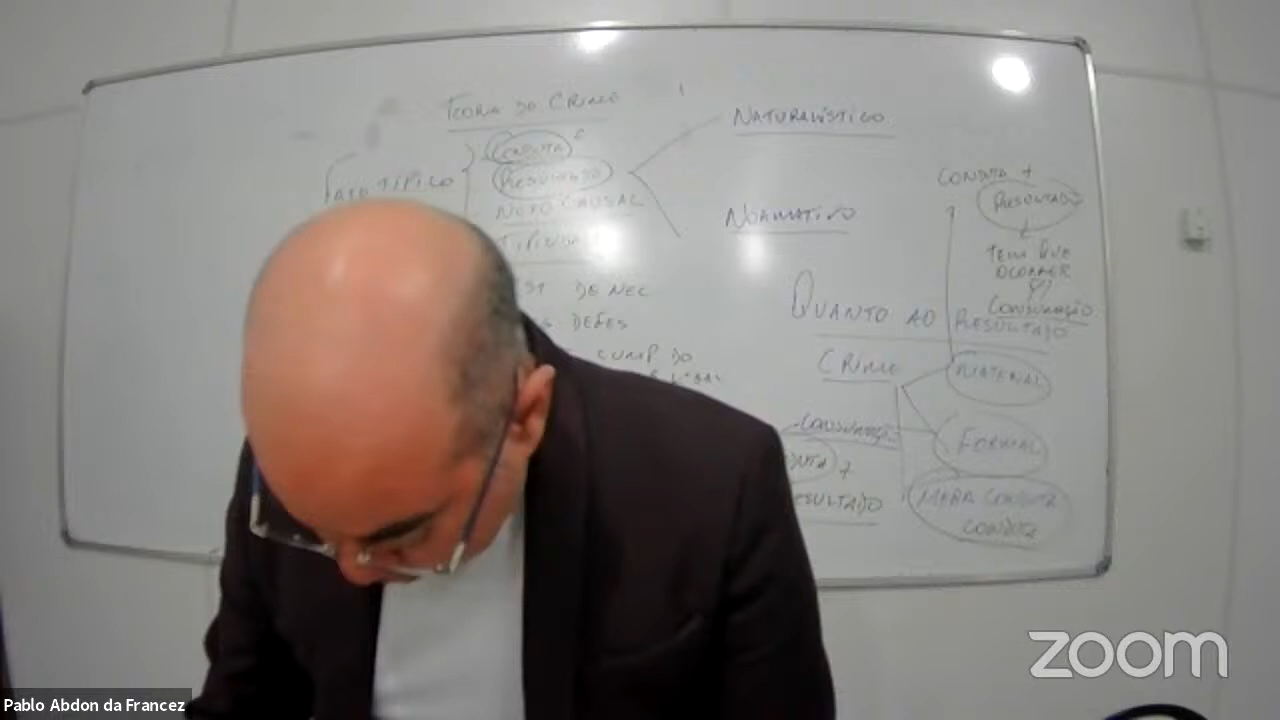 TEORIA DO CRIME
CONDUTA
RESULTADO
FATO TÍPICO
NEXO CAUSAL
DE NEC
DEFES
CUMP DO
NATURALÍSTICO
NORMATIVO
CONDUTA +
RESULTADO
TEM QUE
OCORRER
CONSUMAÇÃO
QUANTO AO RESULTADO
CRIME
MATERIAL
FORMAL
MERA CONDUTA
CONDUTA
CONSUMAÇÃO
+
zoom
Pablo Abdon da Francez